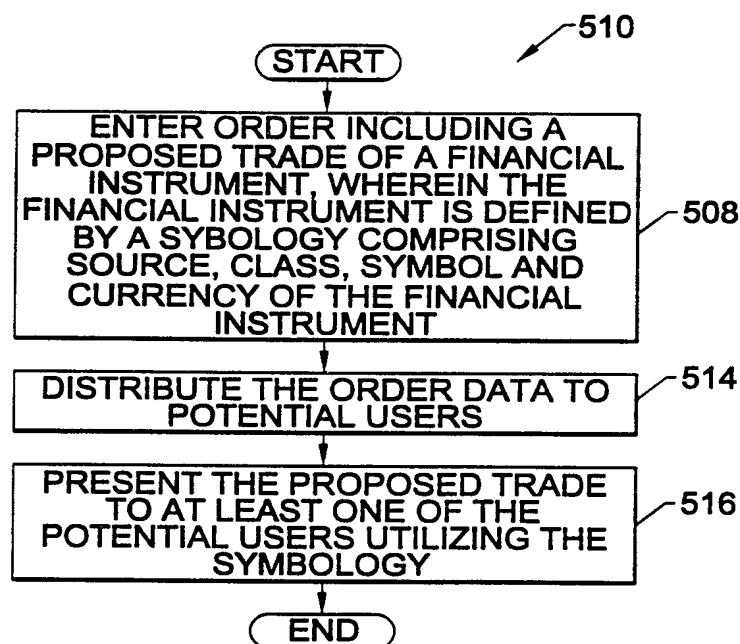 510
START
ENTER ORDER INCLUDING A
PROPOSED TRADE OF A FINANCIAL
INSTRUMENT, WHEREIN THE
FINANCIAL INSTRUMENT IS DEFINED
BY A SYBOLOGY COMPRISING
SOURCE, CLASS, SYMBOL AND
CURRENCY OF THE FINANCIAL
INSTRUMENT
508
DISTRIBUTE THE ORDER DATA TO
POTENTIAL USERS
514
PRESENT THE PROPOSED TRADE
TO AT LEAST ONE OF THE
POTENTIAL USERS UTILIZING THE
SYMBOLOGY
516
END